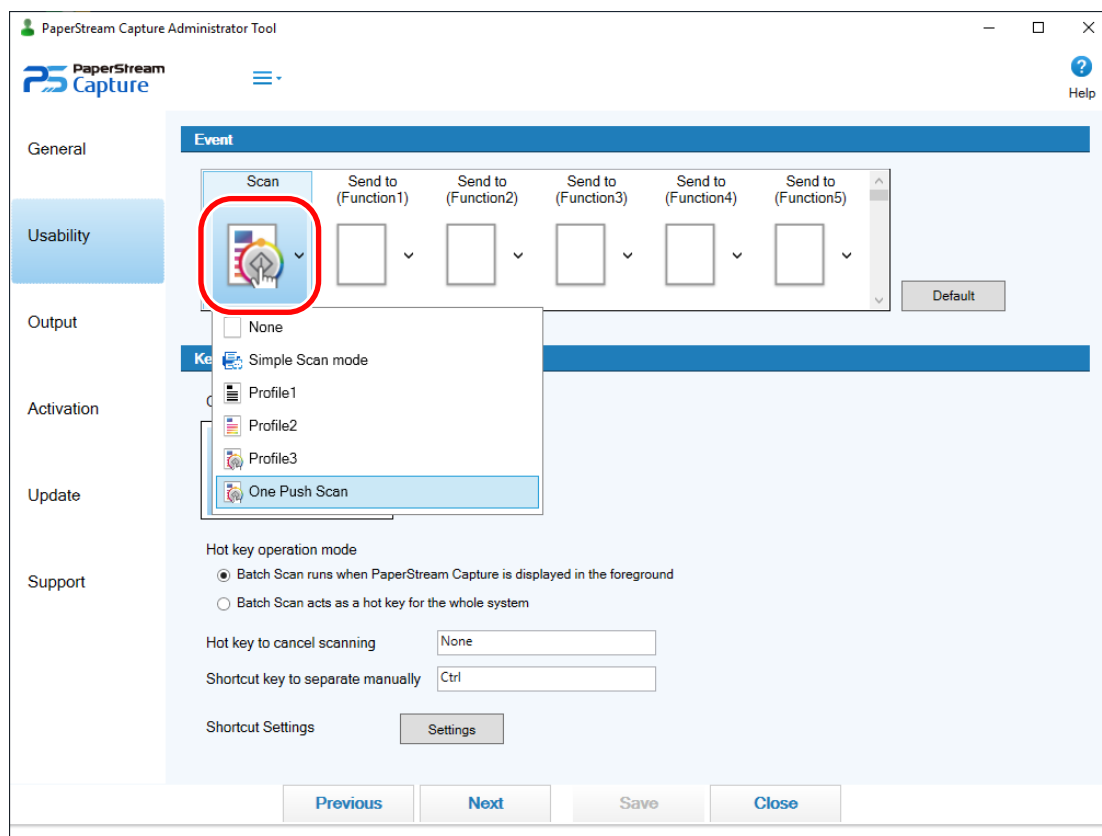 PaperStream Capture Administrator Tool
PaperStream
Capture
Help
General
Usability
Output
Activation
Update
Support
Event
Scan
Send to
(Function1)
Send to
(Function2)
Send to
(Function3)
Send to
(Function4)
Send to
(Function5)
Default
None
Simple Scan mode
Profile1
Profile2
Profile3
One Push Scan
Hot key operation mode
Batch Scan runs when PaperStream Capture is displayed in the foreground
Batch Scan acts as a hot key for the whole system
Hot key to cancel scanning
None
Shortcut key to separate manually
Ctrl
Shortcut Settings
Settings
Previous
Next
Save
Close